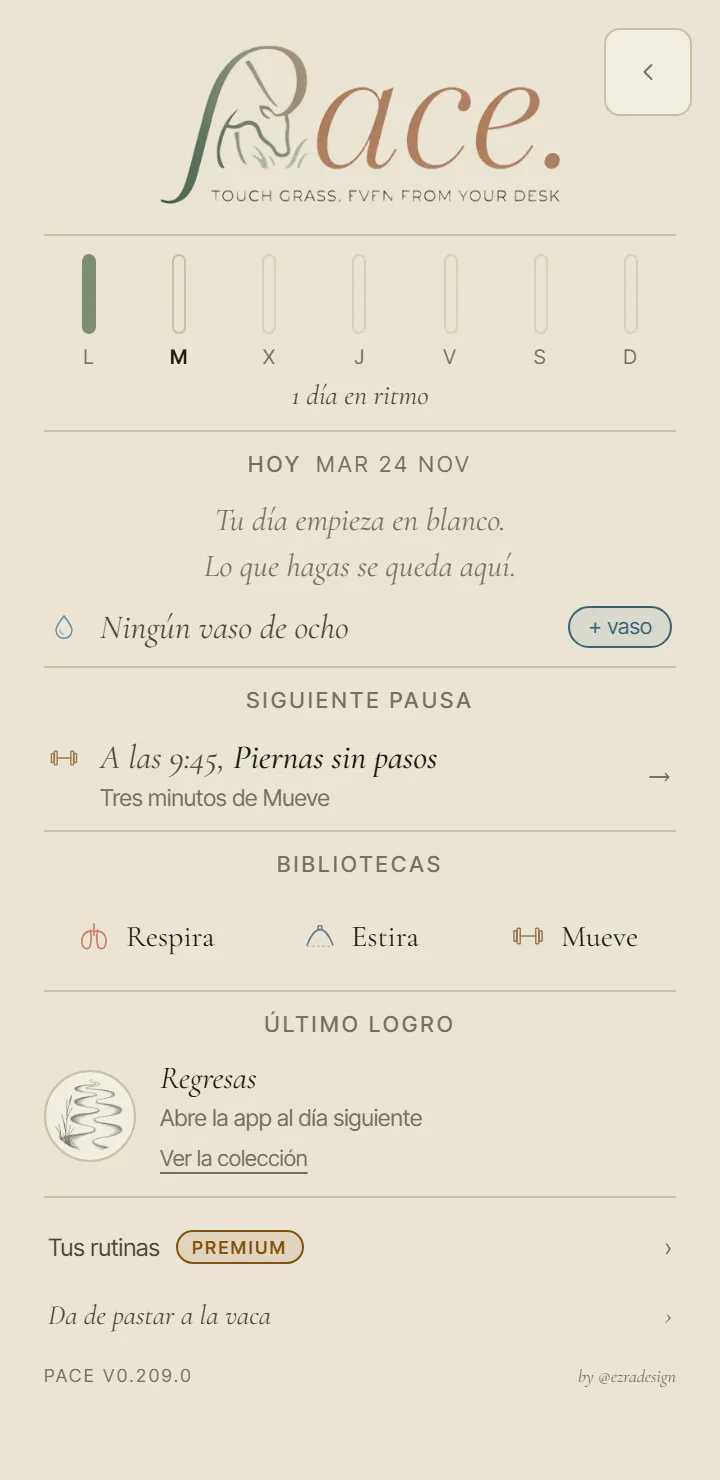 Pace.
TOUCH GRASS. EVEN FROM YOUR DESK
L M X J V S D
1 día en ritmo
HOY MAR 24 NOV
Tu día empieza en blanco.
Lo que hagas se queda aquí.
Ningún vaso de ocho
+ vaso
SIGUIENTE PAUSA
A las 9:45, Piernas sin pasos
→
Tres minutos de Mueve
BIBLIOTECAS
Respira Estira Mueve
ÚLTIMO LOGRO
Regresas
Abre la app al día siguiente
Ver la colección
Tus rutinas PREMIUM ›
Da de pastar a la vaca ›
PACE V0.209.0
by @ezradesign